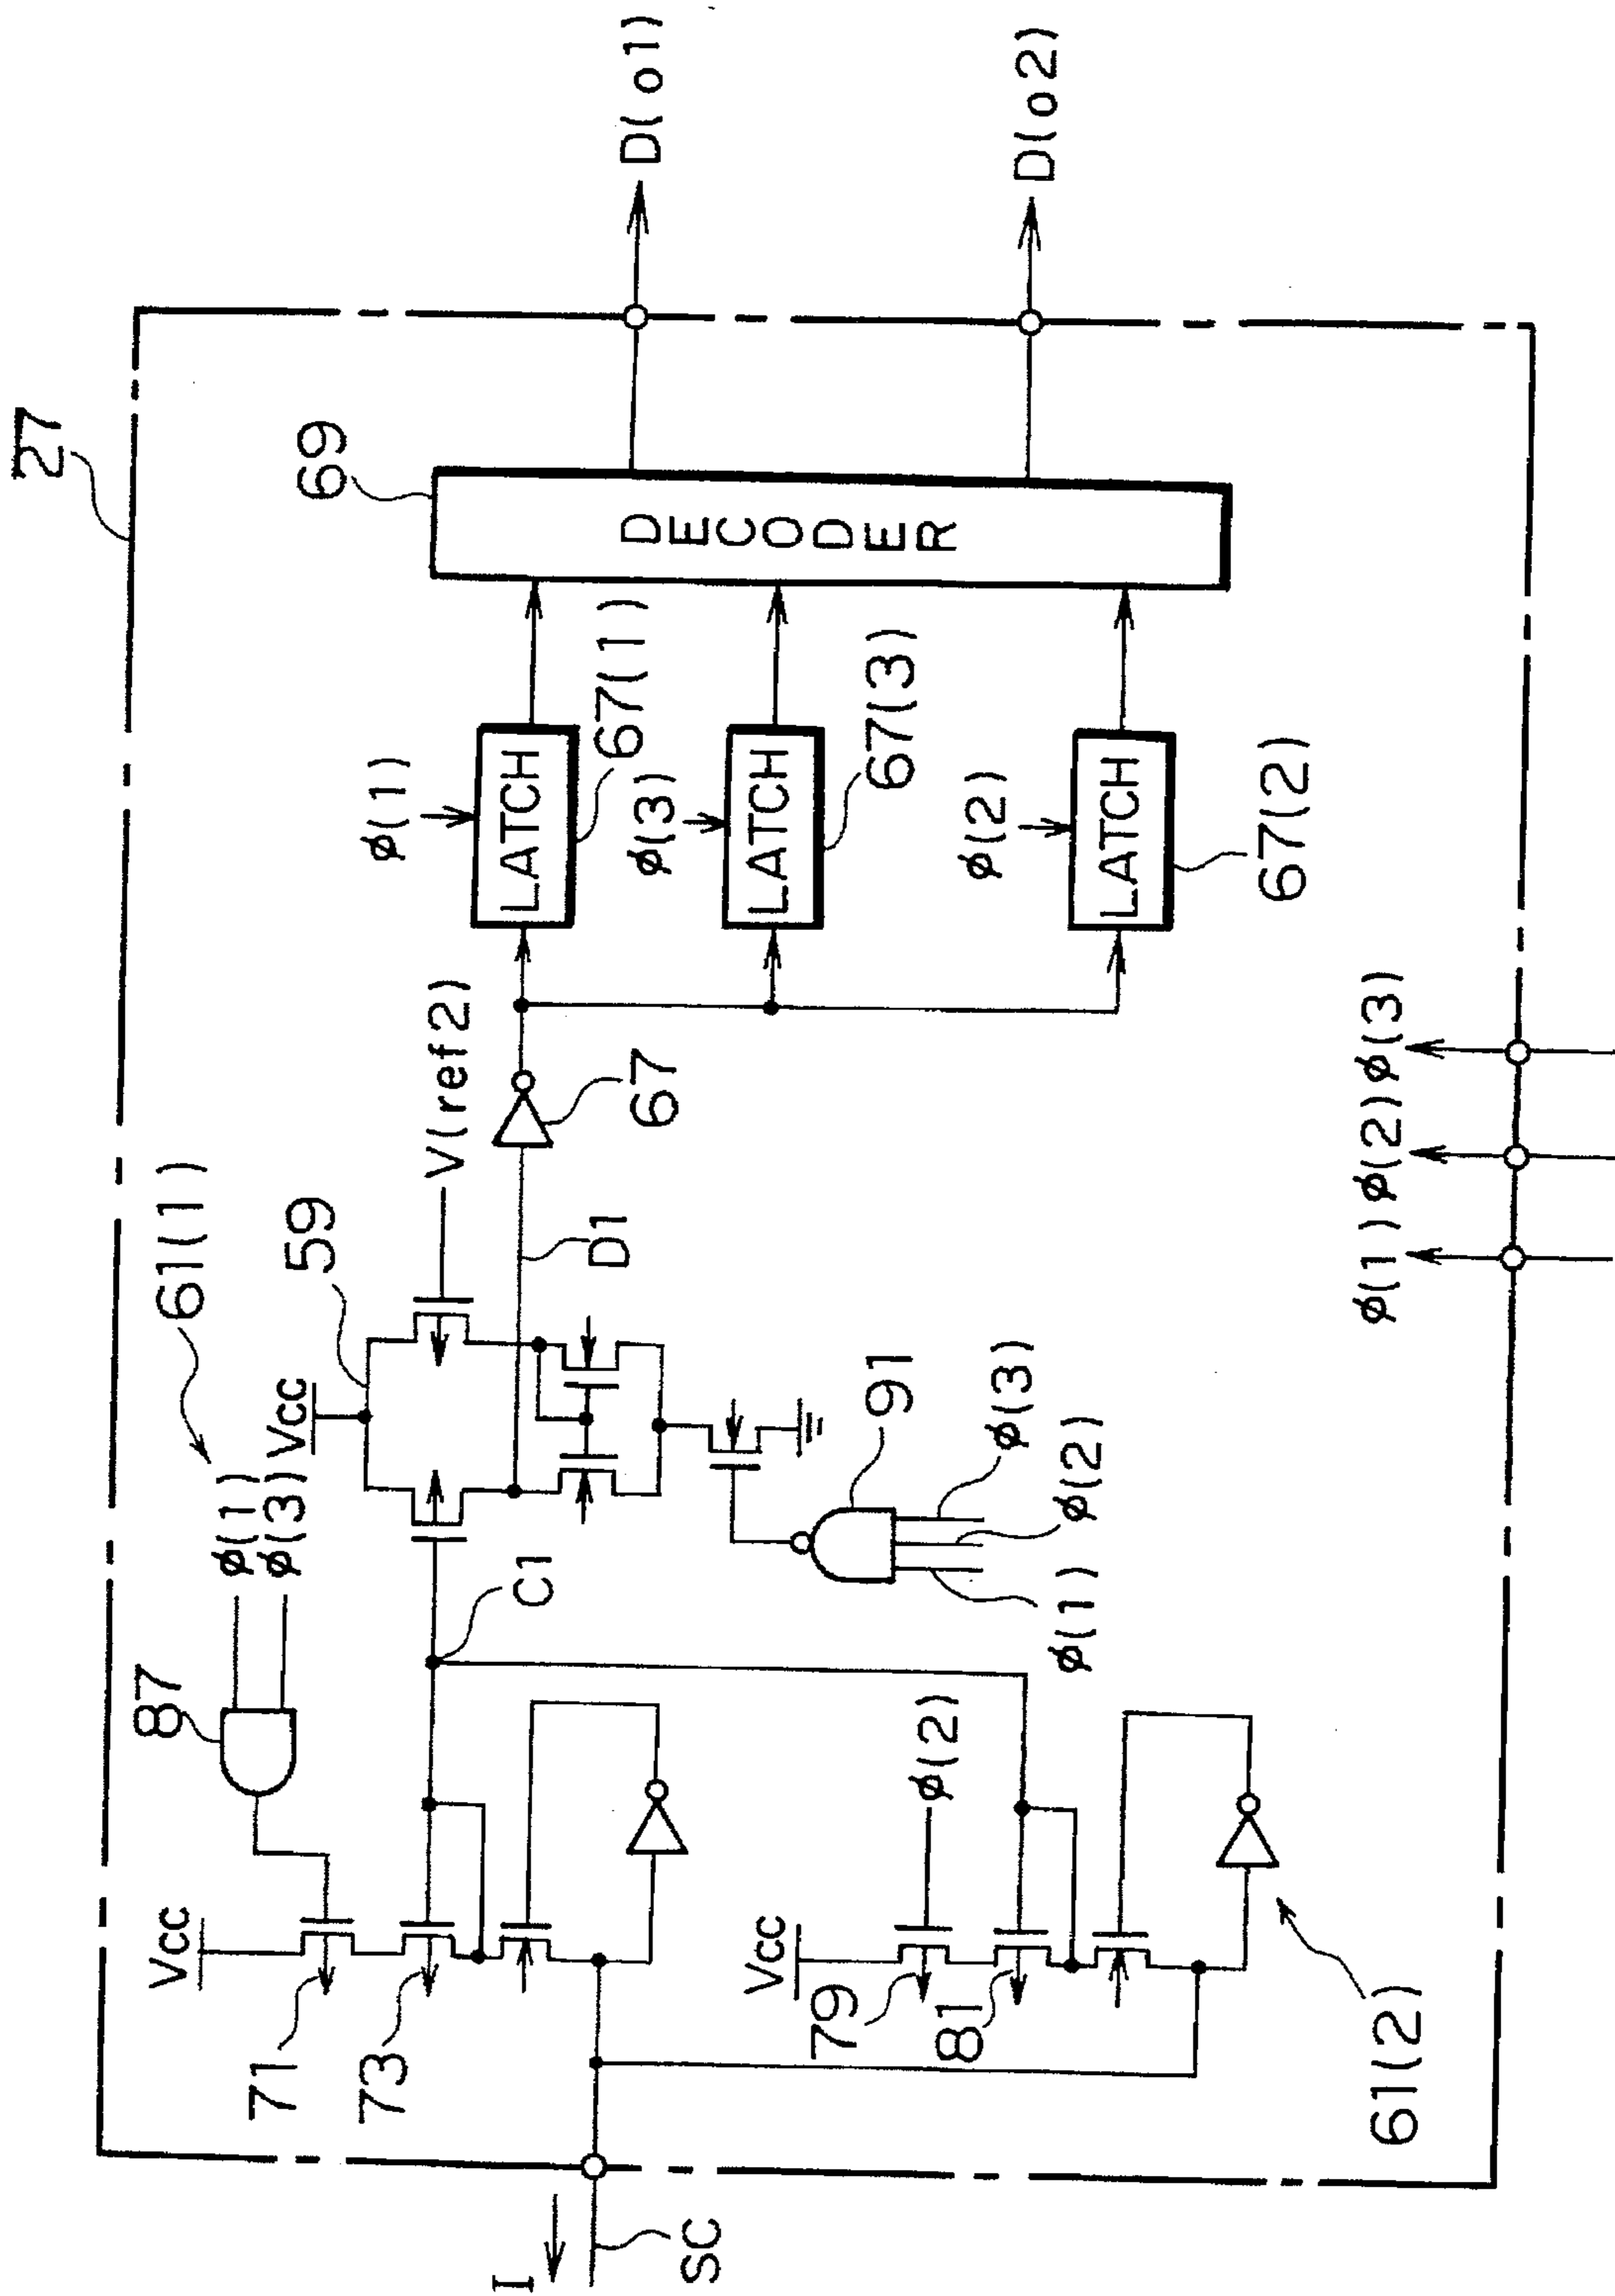 27
61(1)
87
φ(1)
φ(3)
Vcc
59
V(ref2)
69
Vcc
71
73
C1
D1
67
φ(1)
LATCH
67(1)
φ(3)
LATCH
67(3)
φ(2)
LATCH
67(2)
DECODER
D(o1)
D(o2)
I
SC
Vcc
79
81
φ(2)
61(2)
91
φ(1)
φ(2)
φ(3)
φ(1)
φ(2)
φ(3)